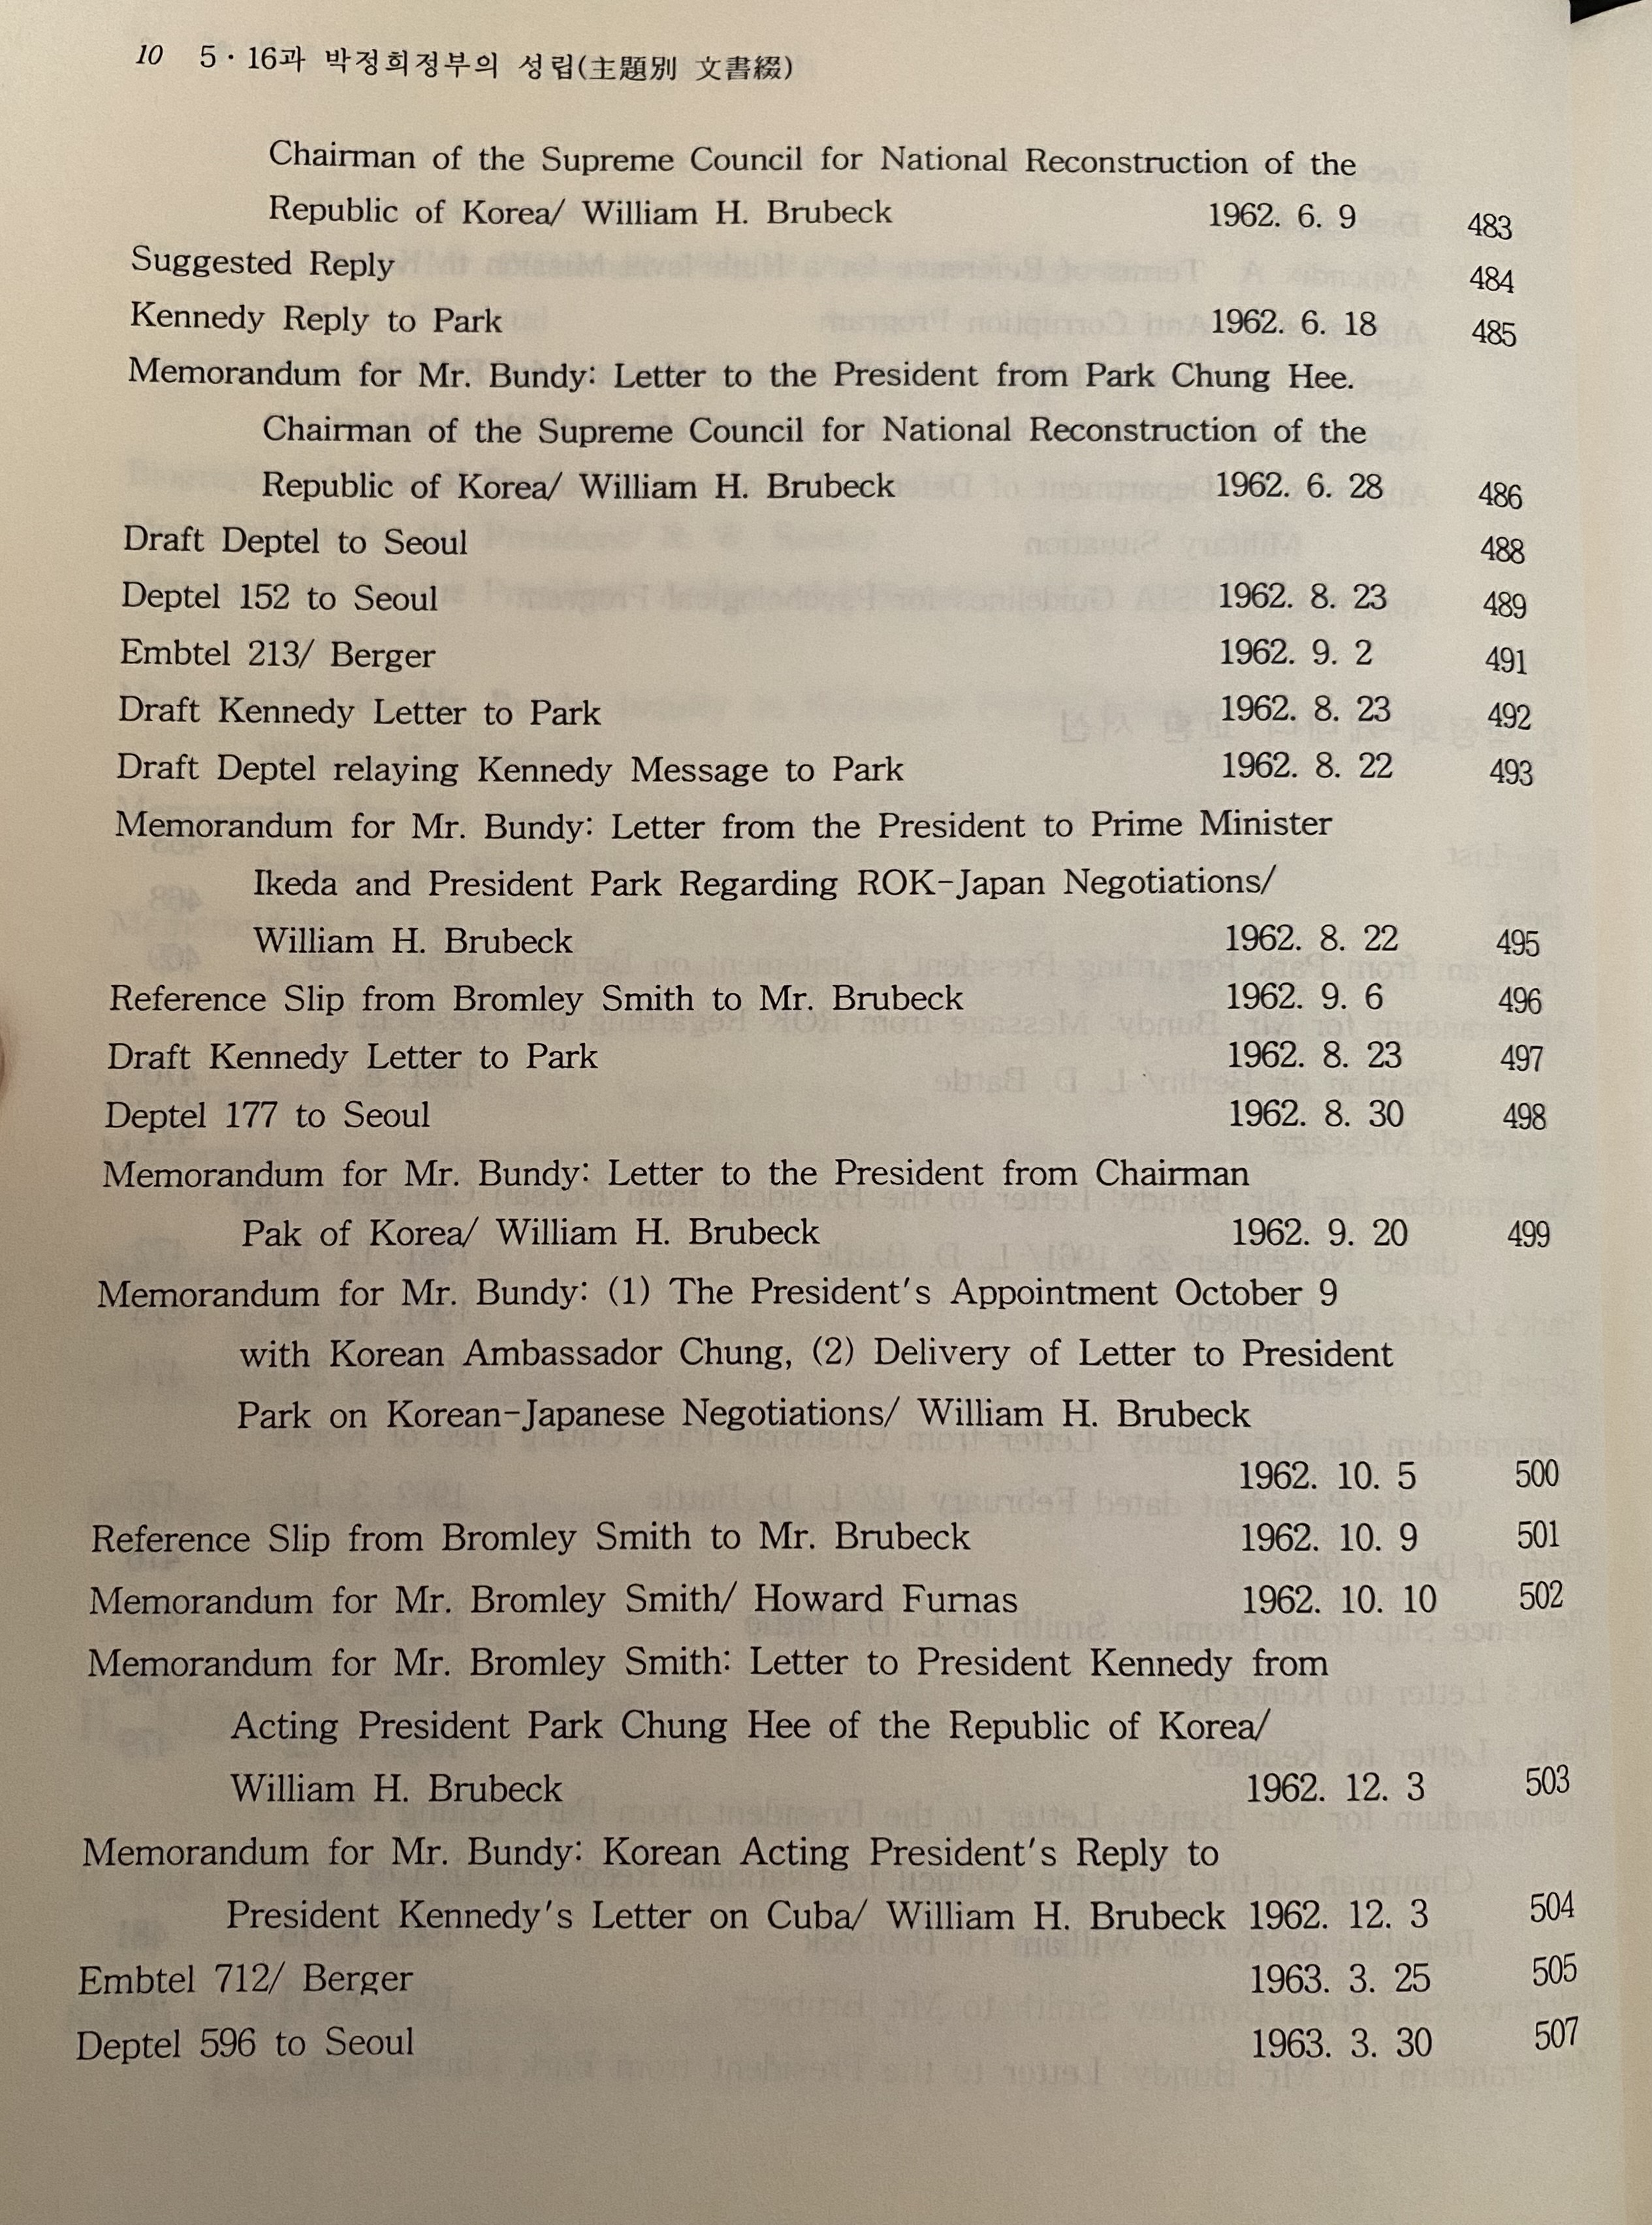 10 5·16과 박정희정부의 성립(主題別 文書綴)
Chairman of the Supreme Council for National Reconstruction of the
Republic of Korea/ William H. Brubeck 1962. 6. 9 483
Suggested Reply 484
Kennedy Reply to Park 1962. 6. 18 485
Memorandum for Mr. Bundy: Letter to the President from Park Chung Hee.
Chairman of the Supreme Council for National Reconstruction of the
Republic of Korea/ William H. Brubeck 1962. 6. 28 486
Draft Deptel to Seoul 488
Deptel 152 to Seoul 1962. 8. 23 489
Embtel 213/ Berger 1962. 9. 2 491
Draft Kennedy Letter to Park 1962. 8. 23 492
Draft Deptel relaying Kennedy Message to Park 1962. 8. 22 493
Memorandum for Mr. Bundy: Letter from the President to Prime Minister
Ikeda and President Park Regarding ROK-Japan Negotiations/
William H. Brubeck 1962. 8. 22 495
Reference Slip from Bromley Smith to Mr. Brubeck 1962. 9. 6 496
Draft Kennedy Letter to Park 1962. 8. 23 497
Deptel 177 to Seoul 1962. 8. 30 498
Memorandum for Mr. Bundy: Letter to the President from Chairman
Pak of Korea/ William H. Brubeck 1962. 9. 20 499
Memorandum for Mr. Bundy: (1) The President's Appointment October 9
with Korean Ambassador Chung, (2) Delivery of Letter to President
Park on Korean-Japanese Negotiations/ William H. Brubeck
1962. 10. 5 500
Reference Slip from Bromley Smith to Mr. Brubeck 1962. 10. 9 501
Memorandum for Mr. Bromley Smith/ Howard Furnas 1962. 10. 10 502
Memorandum for Mr. Bromley Smith: Letter to President Kennedy from
Acting President Park Chung Hee of the Republic of Korea/
William H. Brubeck 1962. 12. 3 503
Memorandum for Mr. Bundy: Korean Acting President's Reply to
President Kennedy's Letter on Cuba/ William H. Brubeck 1962. 12. 3 504
Embtel 712/ Berger 1963. 3. 25 505
Deptel 596 to Seoul 1963. 3. 30 507